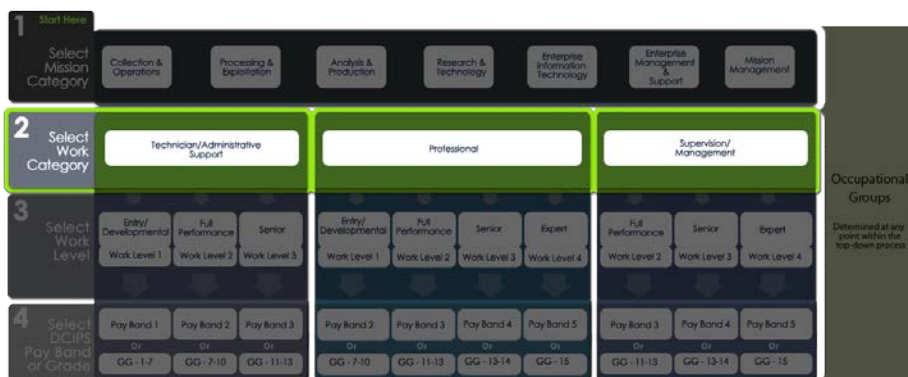 1 Start Here
Select
Mission
Category
Collection &
Operations
Processing &
Exploitation
Analysis &
Production
Research &
Technology
Enterprise
Information
Technology
Enterprise
Management
&
Support
Mission
Management
2 Select
Work
Category
Technician/Administrative
Support
Professional
Supervision/
Management
Occupational
Groups
Determined at any
point within the
top-down process
3 Select
Work
Level
Entry/
Developmental
Full
Performance
Senior
Work Level 1
Work Level 2
Work Level 3
Entry/
Developmental
Full
Performance
Senior
Expert
Work Level 1
Work Level 2
Work Level 3
Work Level 4
Full
Performance
Senior
Expert
Work Level 2
Work Level 3
Work Level 4
4 Select
DCIPS
Pay Band
or Grade
Pay Band 1
Pay Band 2
Pay Band 3
Or
Or
Or
GG - 1-7
GG - 7-10
GG - 11-13
Pay Band 2
Pay Band 3
Pay Band 4
Pay Band 5
Or
Or
Or
Or
GG - 7-10
GG - 11-13
GG - 13-14
GG - 15
Pay Band 3
Pay Band 4
Pay Band 5
Or
Or
Or
GG - 11-13
GG - 13-14
GG - 15